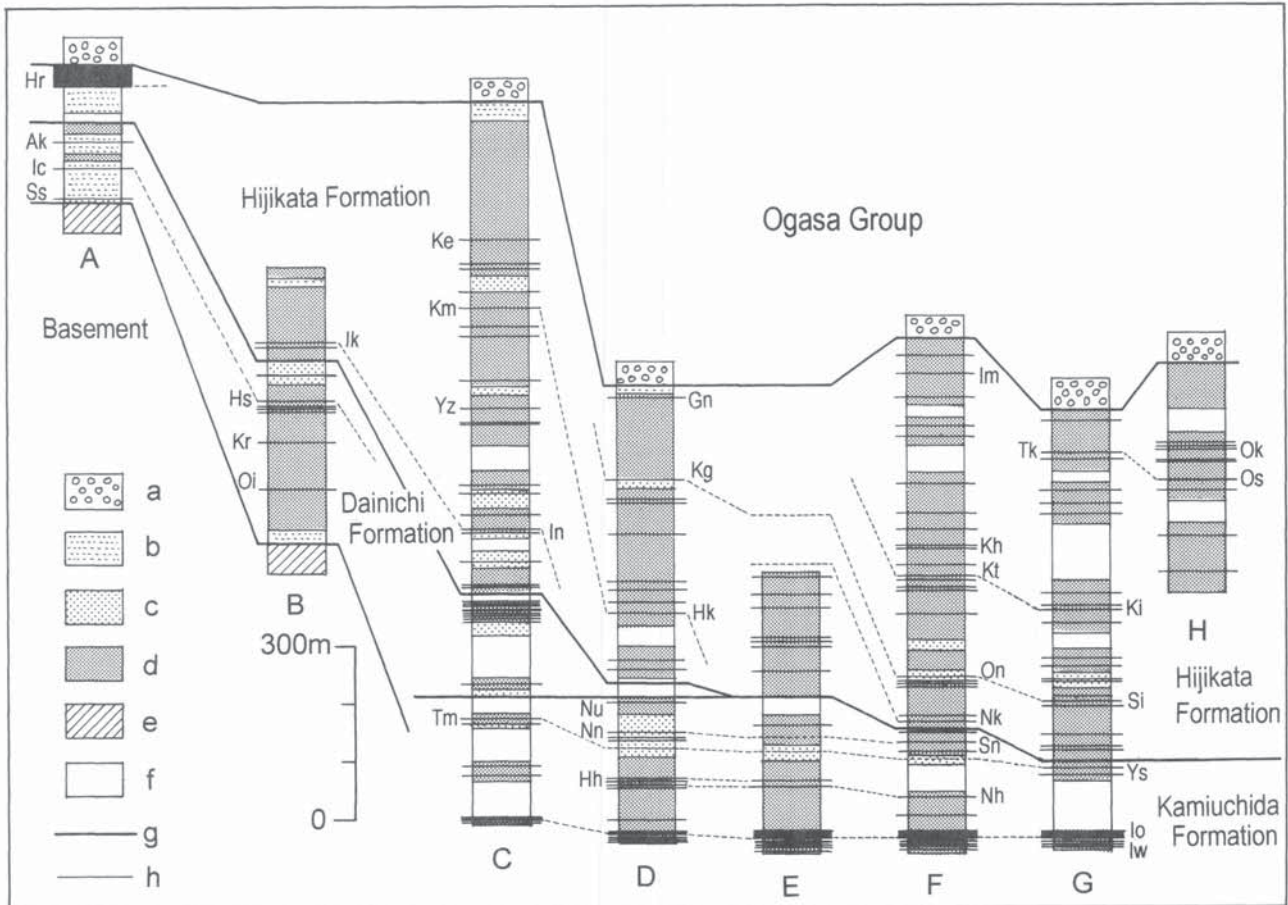 Hr
Ak
Ic
Ss
A
Basement
Hijikata Formation
Ogasa Group
Ik
Hs
Kr
Oi
Dainichi
Formation
B
Ke
Km
Yz
In
Tm
C
Gn
Kg
Hk
Nu
Nn
Hh
D
E
Im
Kh
Kt
On
Nk
Sn
Nh
F
Tk
Ki
Si
Ys
Io
Iw
G
Ok
Os
H
Hijikata
Formation
Kamiuchida
Formation
a
b
c
d
e
f
g
h
300m
0